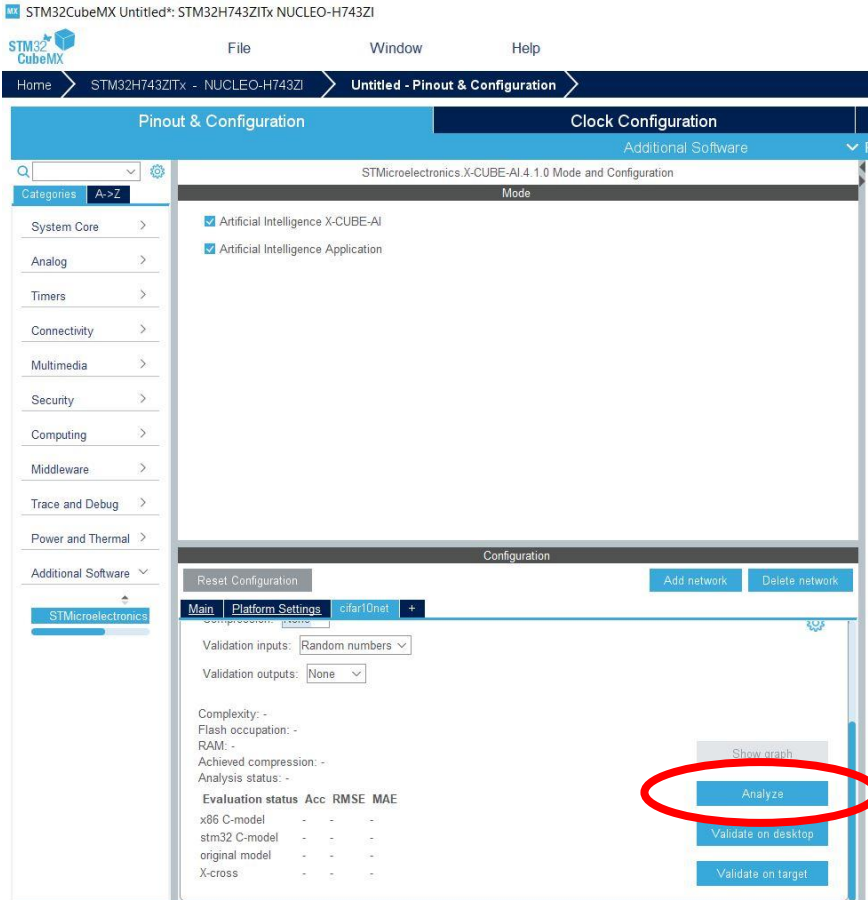 MX STM32CubeMX Untitled*: STM32H743ZITx NUCLEO-H743ZI
STM32
CubeMX
File Window Help
Home STM32H743ZITx - NUCLEO-H743ZI Untitled - Pinout & Configuration
Pinout & Configuration Clock Configuration
Additional Software
STMicroelectronics.X-CUBE-AI.4.1.0 Mode and Configuration
Categories A->Z
Mode
System Core
Artificial Intelligence X-CUBE-AI
Artificial Intelligence Application
Analog
Timers
Connectivity
Multimedia
Security
Computing
Middleware
Trace and Debug
Power and Thermal
Additional Software
STMicroelectronics
Configuration
Reset Configuration Add network Delete network
Main Platform Settings cifar10net +
Compression: None
Validation inputs: Random numbers
Validation outputs: None
Complexity: -
Flash occupation: -
RAM: -
Achieved compression: -
Analysis status: -
Evaluation status Acc RMSE MAE
x86 C-model - - -
stm32 C-model - - -
original model - - -
X-cross - - -
Show graph
Analyze
Validate on desktop
Validate on target